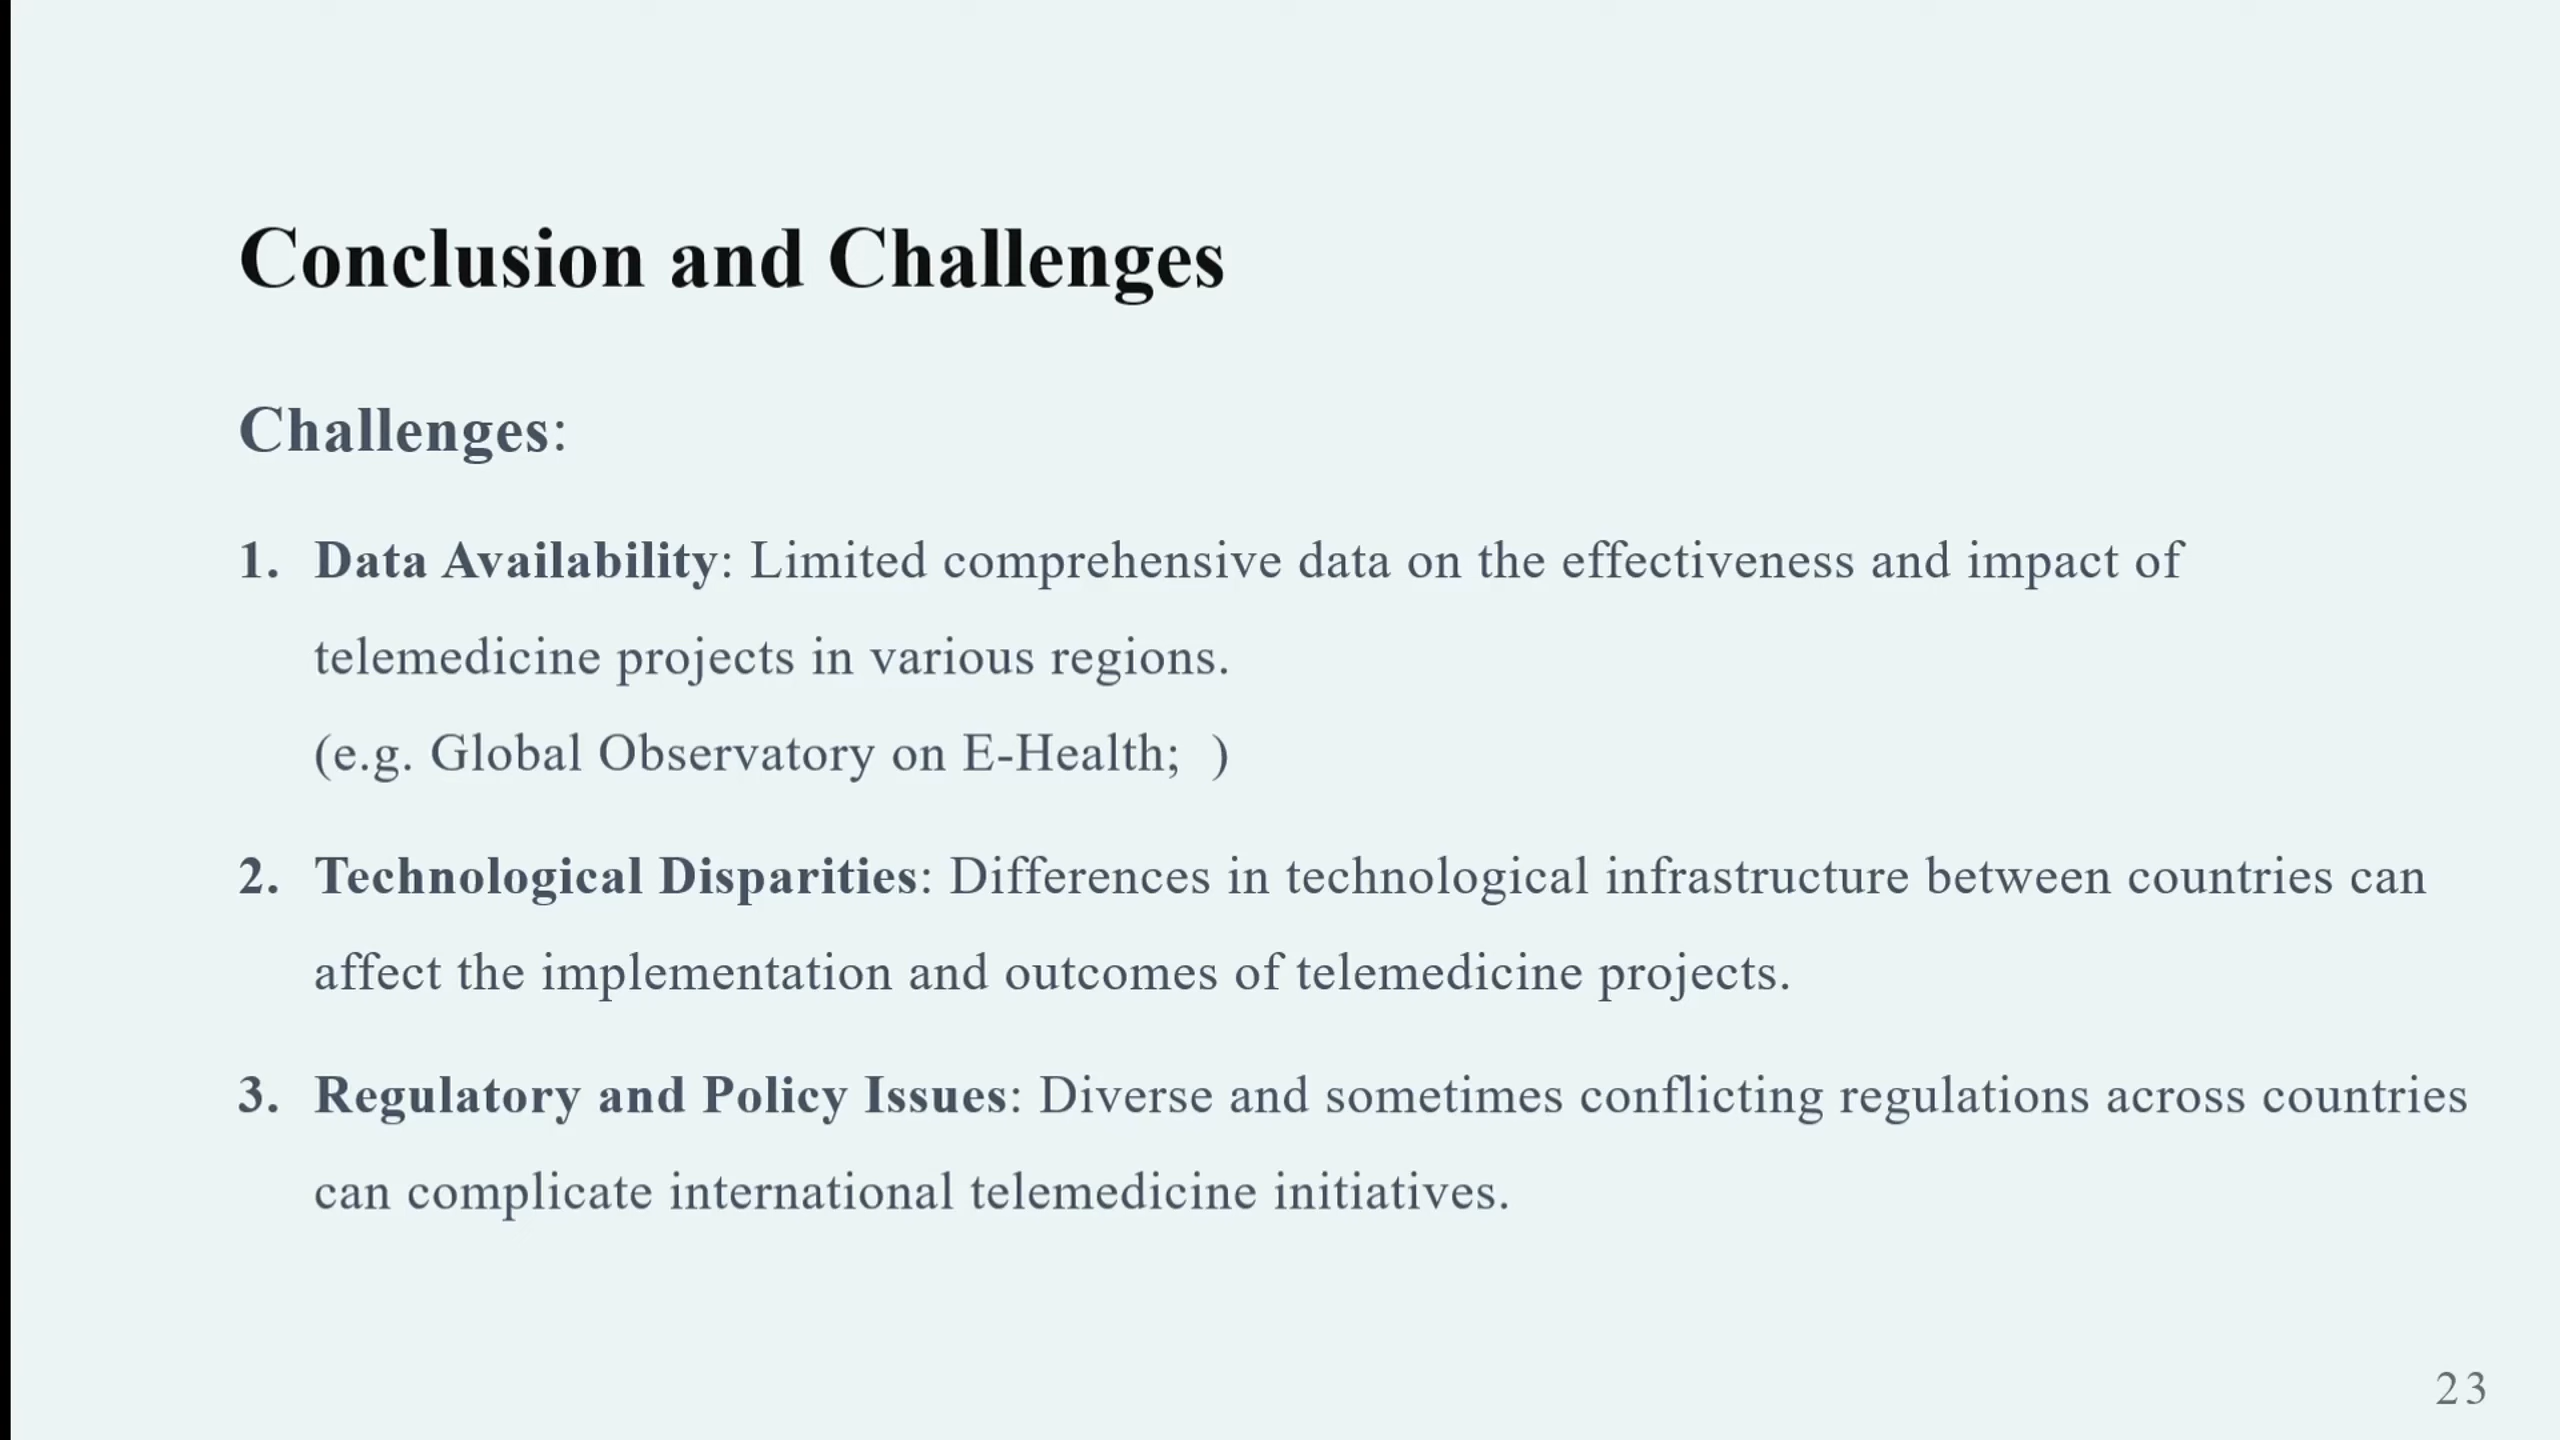 Conclusion and Challenges
Challenges:
1. Data Availability: Limited comprehensive data on the effectiveness and impact of
telemedicine projects in various regions.
(e.g. Global Observatory on E-Health;  )
2. Technological Disparities: Differences in technological infrastructure between countries can
affect the implementation and outcomes of telemedicine projects.
3. Regulatory and Policy Issues: Diverse and sometimes conflicting regulations across countries
can complicate international telemedicine initiatives.
23